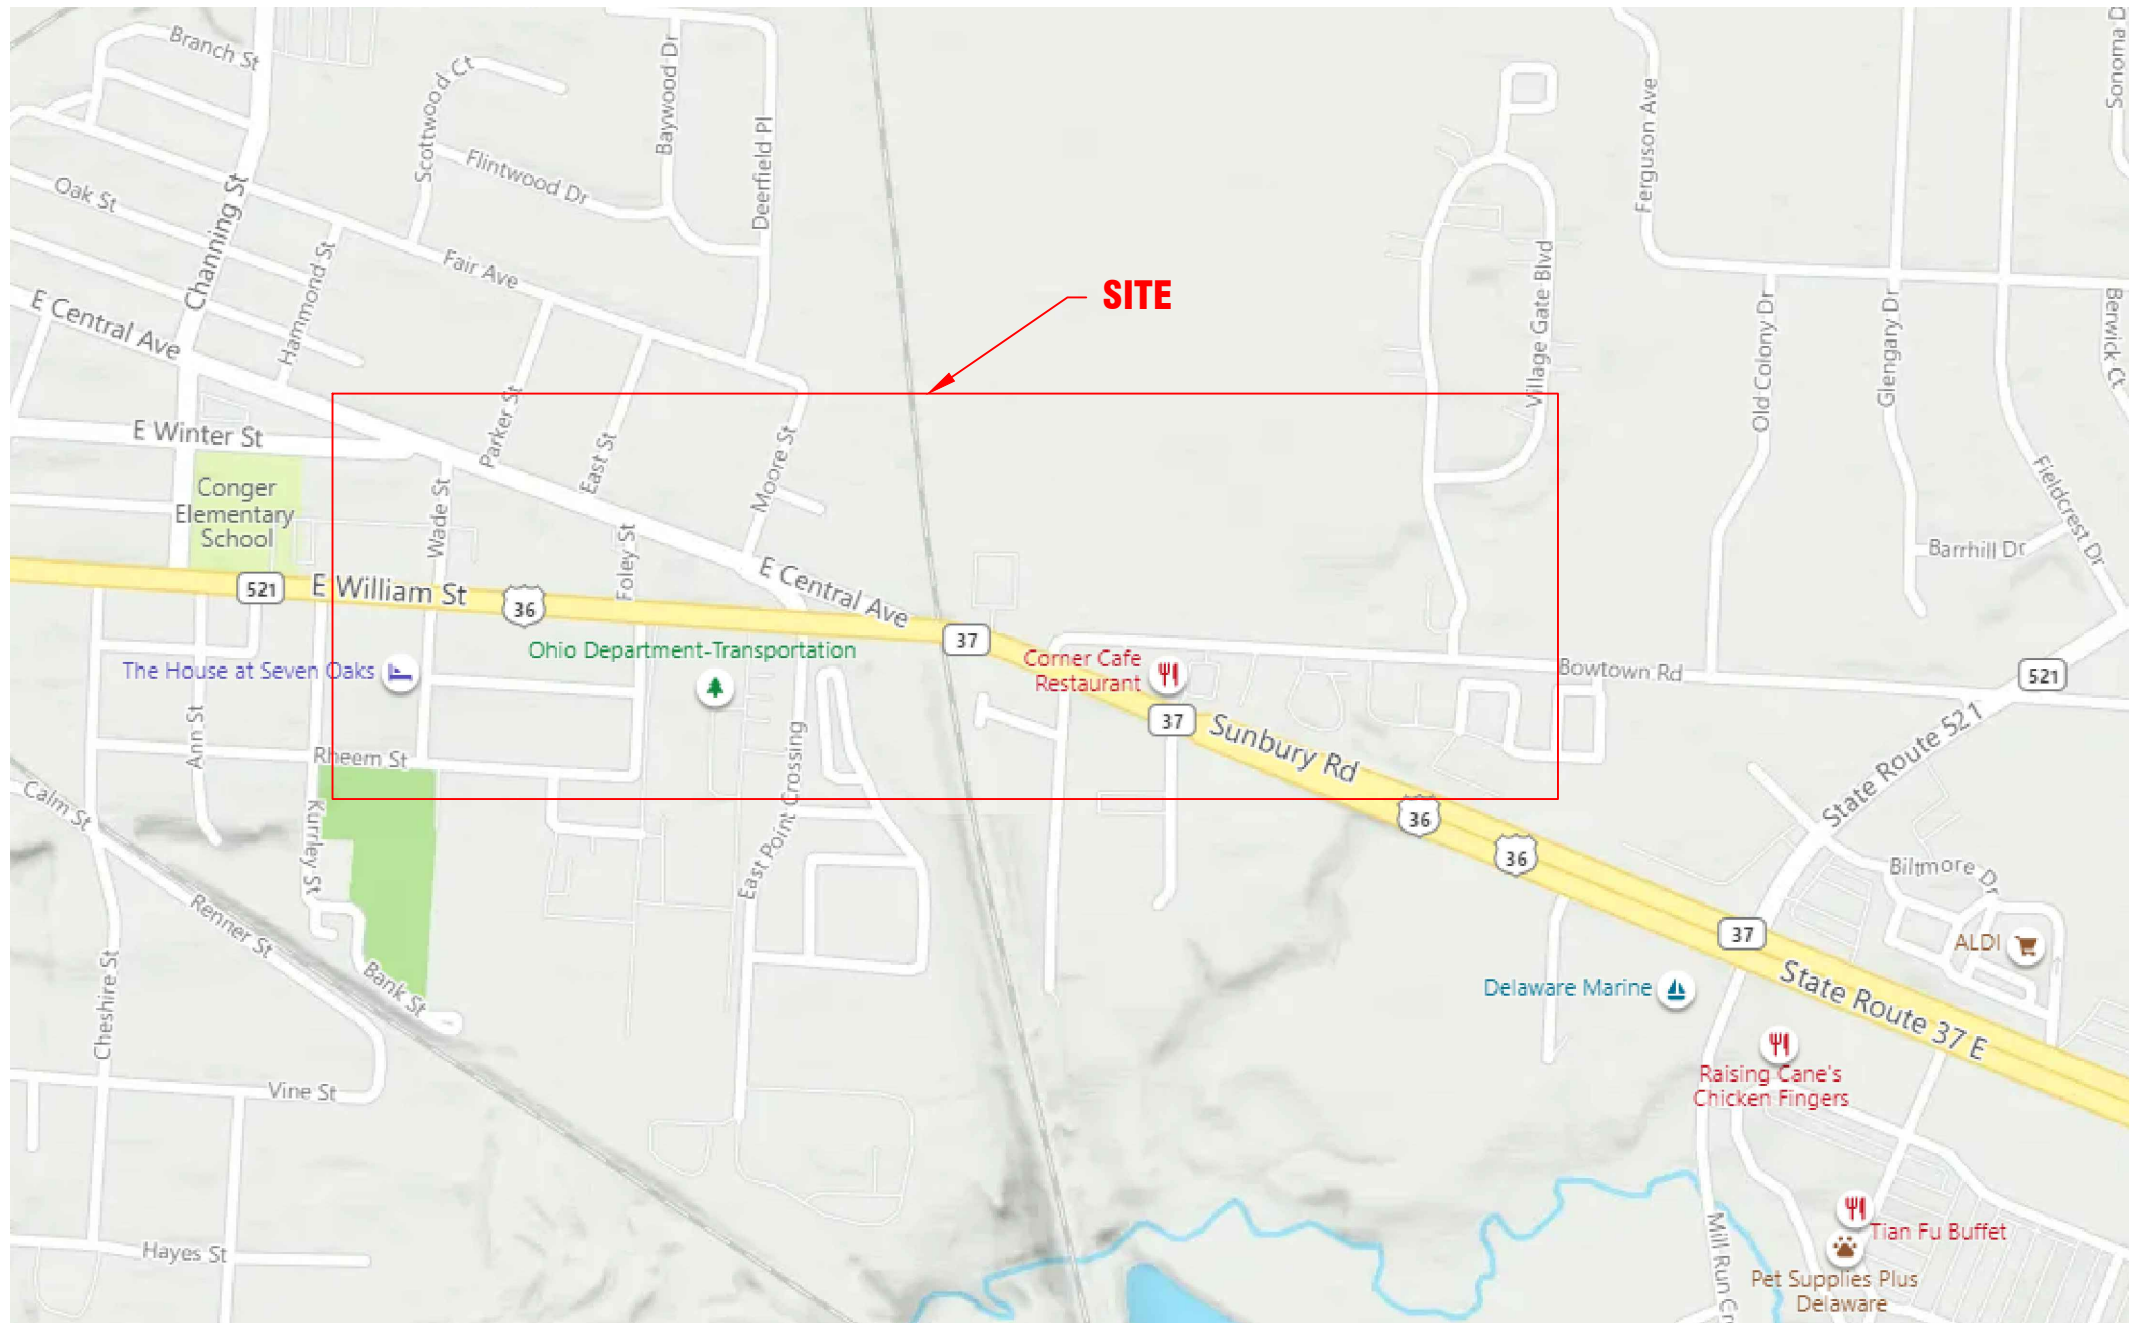 Branch St
Scottwood Ct
Baywood Dr
Deerfield Pl
Flintwood Dr
Oak St
Channing St
Hammond St
Fair Ave
Ferguson Ave
Sonoma D
Village Gate Blvd
Old Colony Dr
Glengary Dr
Berwick Ct
SITE
E Central Ave
E Winter St
Parker St
East St
Moore St
Conger
Elementary
School
Wade St
Foley St
Fieldcrest Dr
Barrhill Dr
521
E William St
36
E Central Ave
37
Ohio Department-Transportation
The House at Seven Oaks
Corner Cafe
Restaurant
Bowtown Rd
521
37
Sunbury Rd
Ann St
Rheem St
East Point Crossing
Calm St
Kurrley St
36
36
State Route 521
Biltmore Dr
Renner St
37
ALDI
Cheshire St
Bank St
Delaware Marine
State Route 37 E
Raising Cane's
Chicken Fingers
Vine St
Hayes St
Mill Run Cr
Tian Fu Buffet
Pet Supplies Plus
Delaware